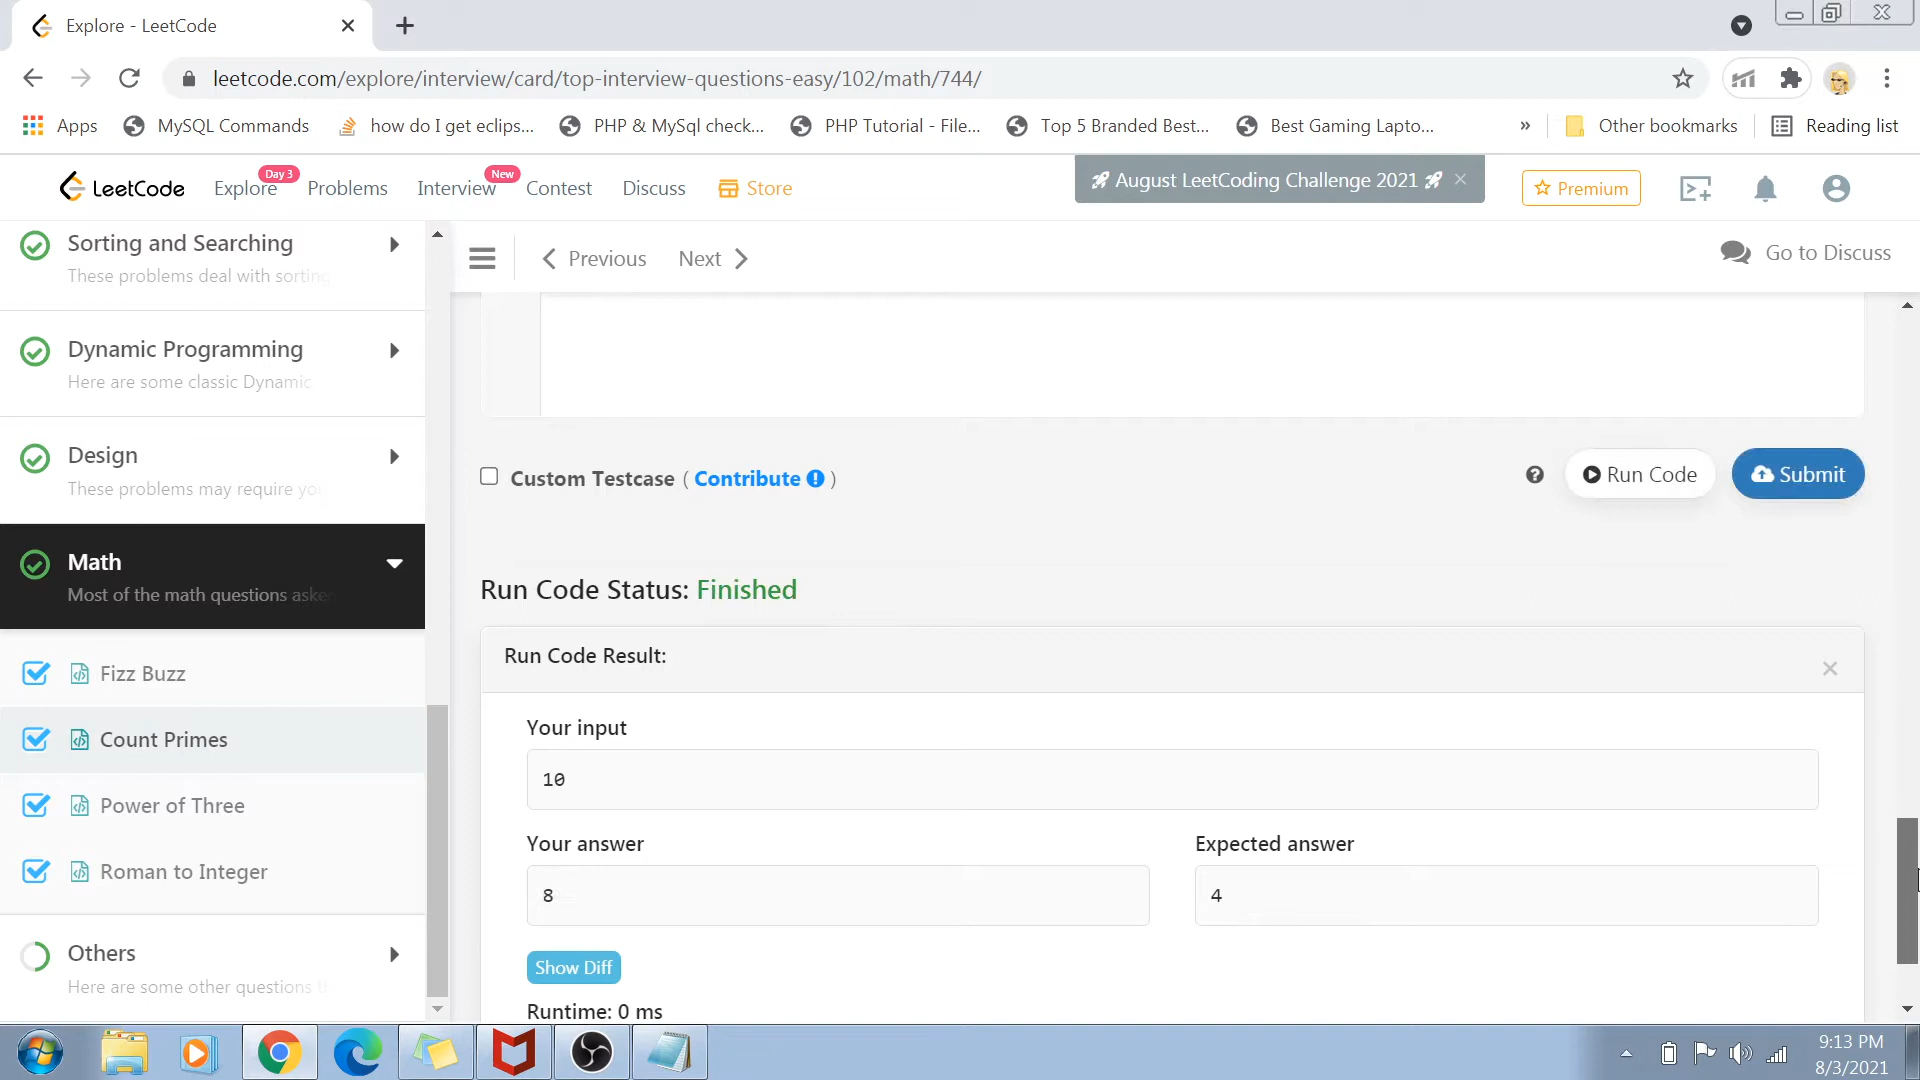 Explore - LeetCode
leetcode.com/explore/interview/card/top-interview-questions-easy/102/math/744/
Apps MySQL Commands how do I get eclips... PHP & MySql check... PHP Tutorial - File... Top 5 Branded Best... Best Gaming Lapto... » Other bookmarks Reading list
LeetCode Explore Day 3 Problems Interview New Contest Discuss Store August LeetCoding Challenge 2021 Premium
Sorting and Searching
These problems deal with sorting
Dynamic Programming
Here are some classic Dynamic
Design
These problems may require you
Math
Most of the math questions aske
Fizz Buzz
Count Primes
Power of Three
Roman to Integer
Others
Here are some other questions t
Previous Next Go to Discuss
Custom Testcase ( Contribute ) Run Code Submit
Run Code Status: Finished
Run Code Result:
Your input
10
Your answer Expected answer
8 4
Show Diff
Runtime: 0 ms
9:13 PM
8/3/2021